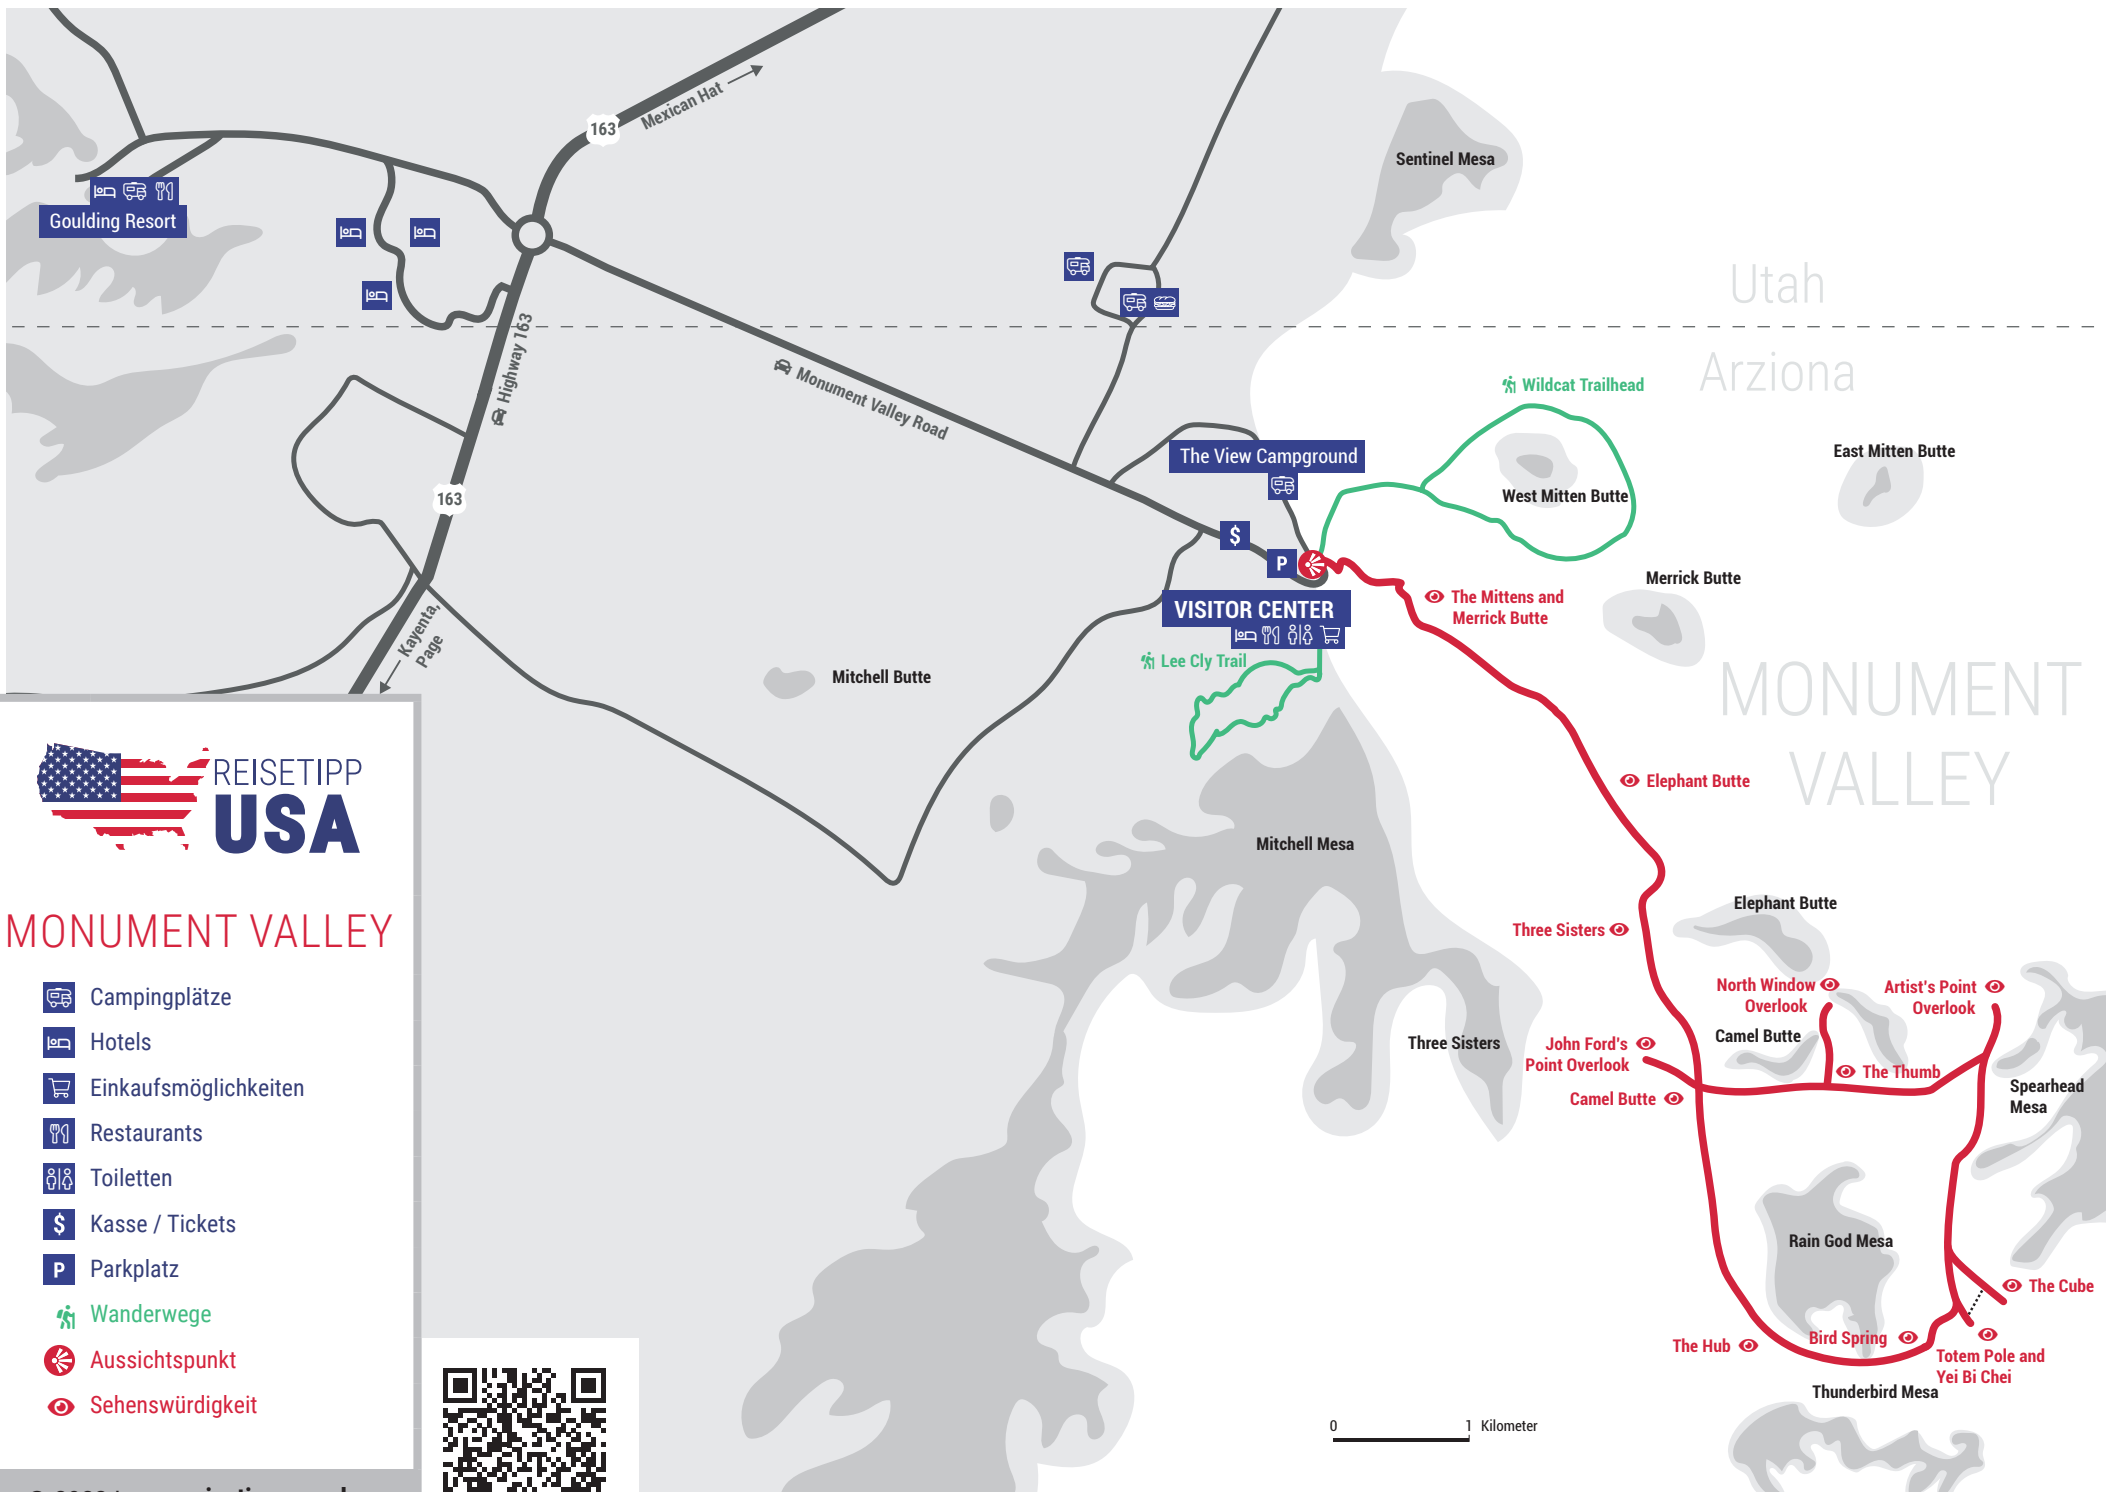 163
Mexican Hat
Sentinel Mesa
Goulding Resort
Utah
Arziona
Highway 163
Monument Valley Road
Wildcat Trailhead
East Mitten Butte
The View Campground
West Mitten Butte
163
$
P
Merrick Butte
The Mittens and
Merrick Butte
VISITOR CENTER
Kayenta,
Page
Lee Cly Trail
Mitchell Butte
MONUMENT
VALLEY
Elephant Butte
Mitchell Mesa
Elephant Butte
Three Sisters
North Window
Overlook
Artist's Point
Overlook
Camel Butte
Three Sisters
John Ford's
Point Overlook
The Thumb
Spearhead
Mesa
Camel Butte
Rain God Mesa
The Cube
The Hub
Bird Spring
Totem Pole and
Yei Bi Chei
Thunderbird Mesa
0 1 Kilometer
REISETIPP
USA
MONUMENT VALLEY
Campingplätze
Hotels
Einkaufsmöglichkeiten
Restaurants
Toiletten
$ Kasse / Tickets
P Parkplatz
Wanderwege
Aussichtspunkt
Sehenswürdigkeit